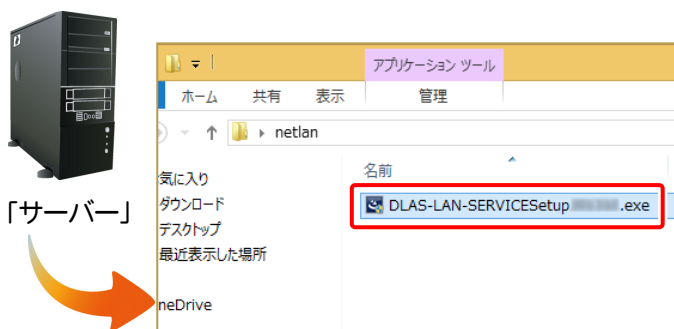 アプリケーション ツール
ホーム 共有 表示 管理
netlan
名前
気に入り
DLAS-LAN-SERVICESetup .exe
ダウンロード
「サーバー」
デスクトップ
最近表示した場所
neDrive